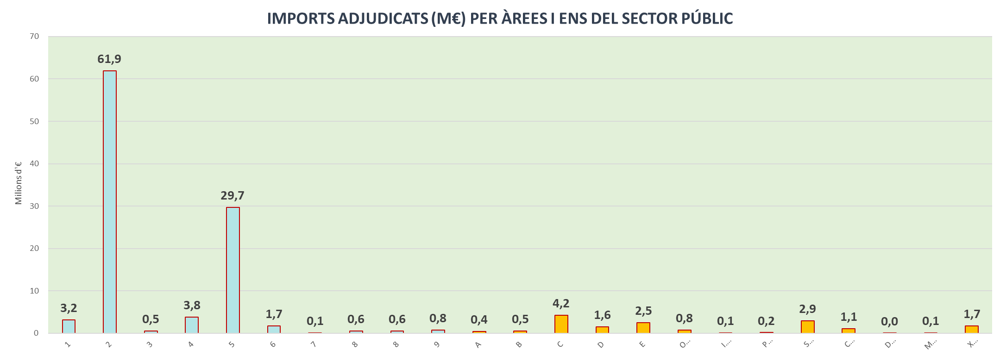 IMPORTS ADJUDICATS (M€) PER ÀREES I ENS DEL SECTOR PÚBLIC
Milions d'€
70
60
50
40
30
20
10
0
3,2
61,9
0,5
3,8
29,7
1,7
0,1
0,6
0,6
0,8
0,4
0,5
4,2
1,6
2,5
0,8
0,1
0,2
2,9
1,1
0,0
0,1
1,7
1
2
3
4
5
6
7
8
8
9
A
B
C
D
E
O...
I....
P...
S...
C...
D...
M...
X...